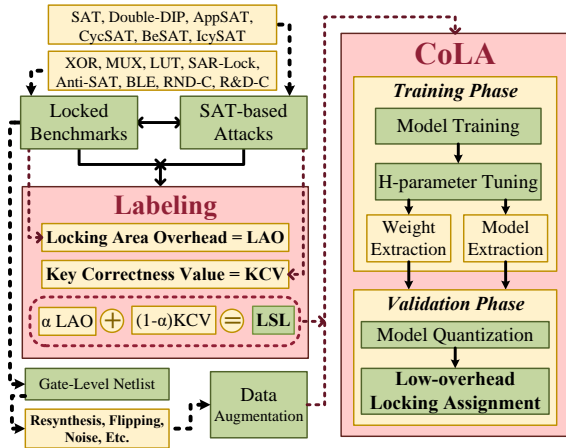 SAT, Double-DIP, AppSAT,
CycSAT, BeSAT, IcySAT
XOR, MUX, LUT, SAR-Lock,
Anti-SAT, BLE, RND-C, R&D-C
Locked
Benchmarks
SAT-based
Attacks
Labeling
Locking Area Overhead = LAO
Key Correctness Value = KCV
α LAO + (1-α)KCV = LSL
Gate-Level Netlist
Resynthesis, Flipping,
Noise, Etc.
Data
Augmentation
CoLA
Training Phase
Model Training
H-parameter Tuning
Weight
Extraction
Model
Extraction
Validation Phase
Model Quantization
Low-overhead
Locking Assignment